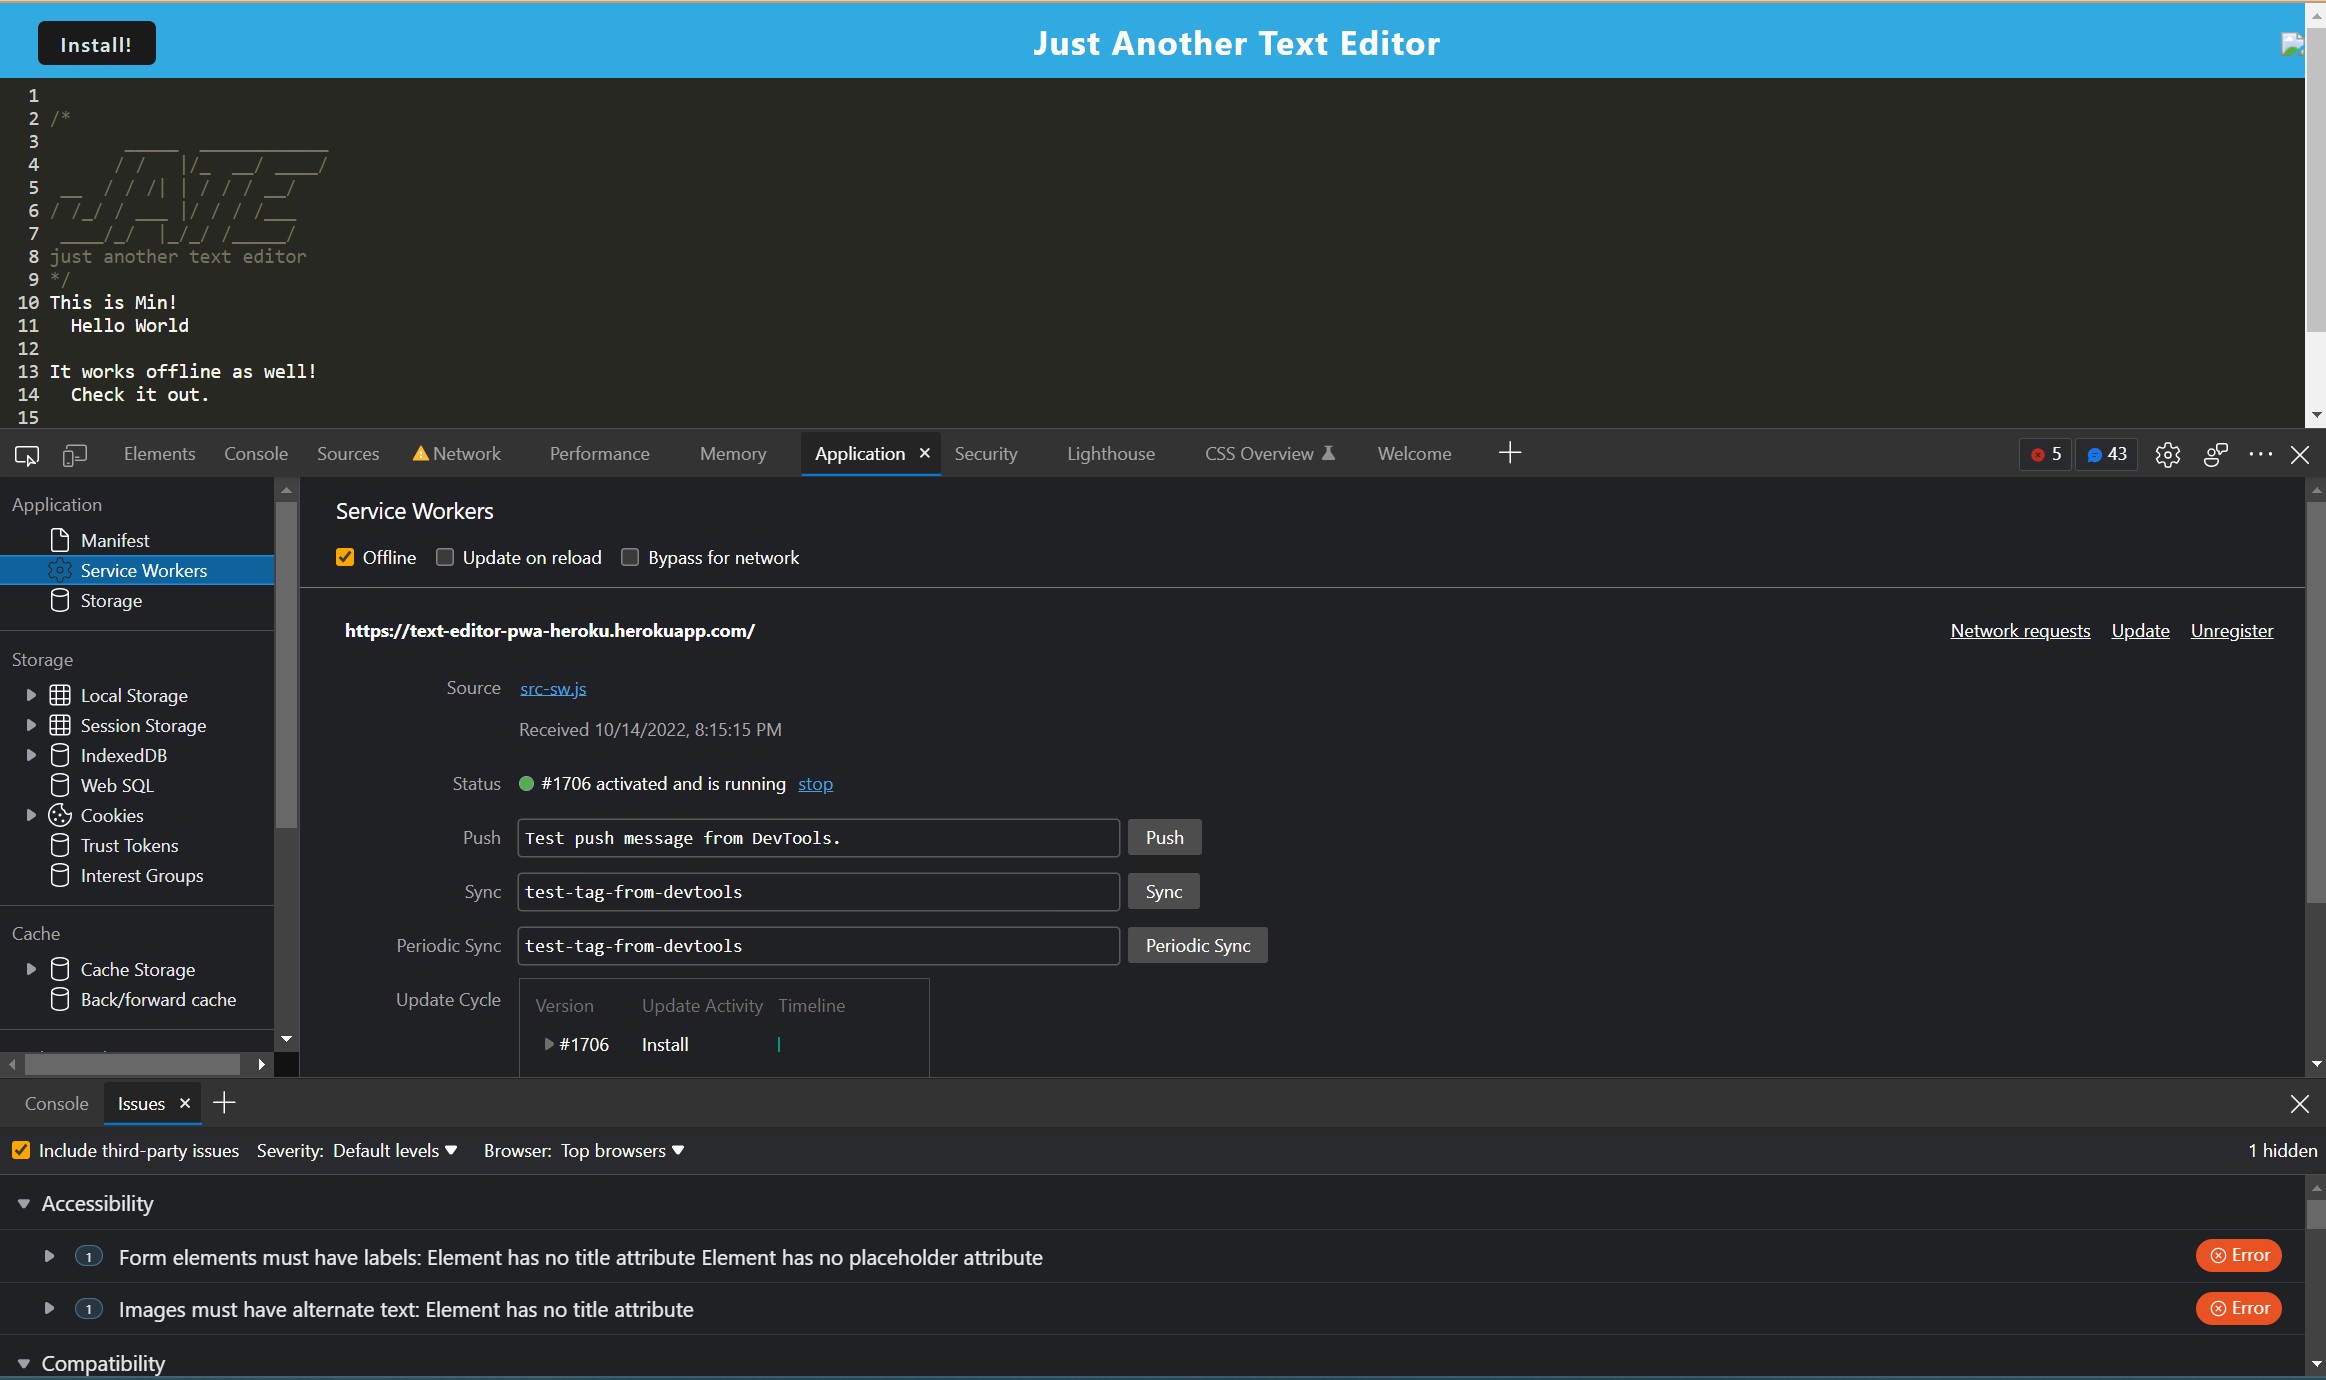 Install!
Just Another Text Editor
1
2 /*
3
4
5
6
7
8 just another text editor
9 */
10 This is Min!
11 Hello World
12
13 It works offline as well!
14 Check it out.
15
Elements Console Sources Network Performance Memory Application Security Lighthouse CSS Overview Welcome 5 43
Application
Manifest
Service Workers
Storage
Storage
Local Storage
Session Storage
IndexedDB
Web SQL
Cookies
Trust Tokens
Interest Groups
Cache
Cache Storage
Back/forward cache
Service Workers
Offline Update on reload Bypass for network
https://text-editor-pwa-heroku.herokuapp.com/ Network requests Update Unregister
Source src-sw.js
Received 10/14/2022, 8:15:15 PM
Status #1706 activated and is running stop
Push Test push message from DevTools. Push
Sync test-tag-from-devtools Sync
Periodic Sync test-tag-from-devtools Periodic Sync
Update Cycle Version Update Activity Timeline
#1706 Install
Console Issues
Include third-party issues Severity: Default levels Browser: Top browsers 1 hidden
Accessibility
1 Form elements must have labels: Element has no title attribute Element has no placeholder attribute Error
1 Images must have alternate text: Element has no title attribute Error
Compatibility